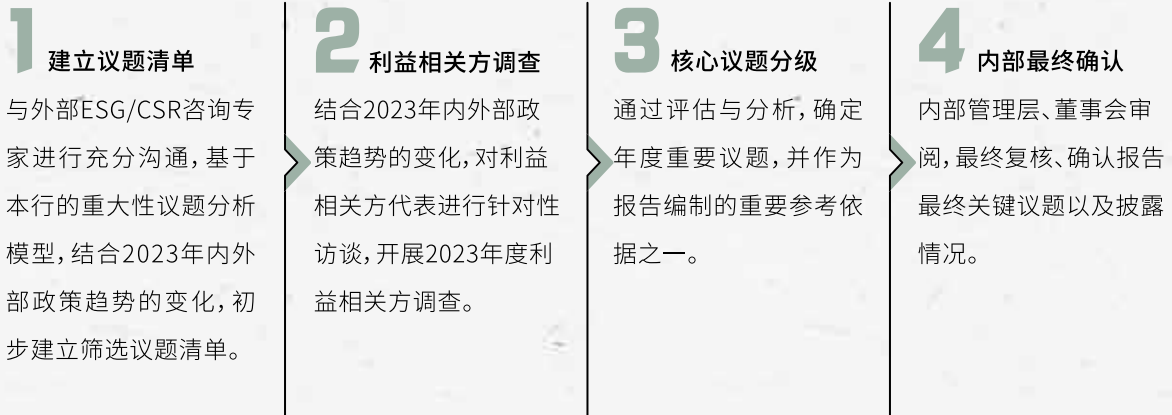 1 建立议题清单
与外部ESG/CSR咨询专
家进行充分沟通，基于
本行的重大性议题分析
模型，结合2023年内外
部政策趋势的变化，初
步建立筛选议题清单。
2 利益相关方调查
结合2023年内外部政
策趋势的变化，对利益
相关方代表进行针对性
访谈，开展2023年度利
益相关方调查。
3 核心议题分级
通过评估与分析，确定
年度重要议题，并作为
报告编制的重要参考依
据之一。
4 内部最终确认
内部管理层、董事会审
阅，最终复核、确认报告
最终关键议题以及披露
情况。